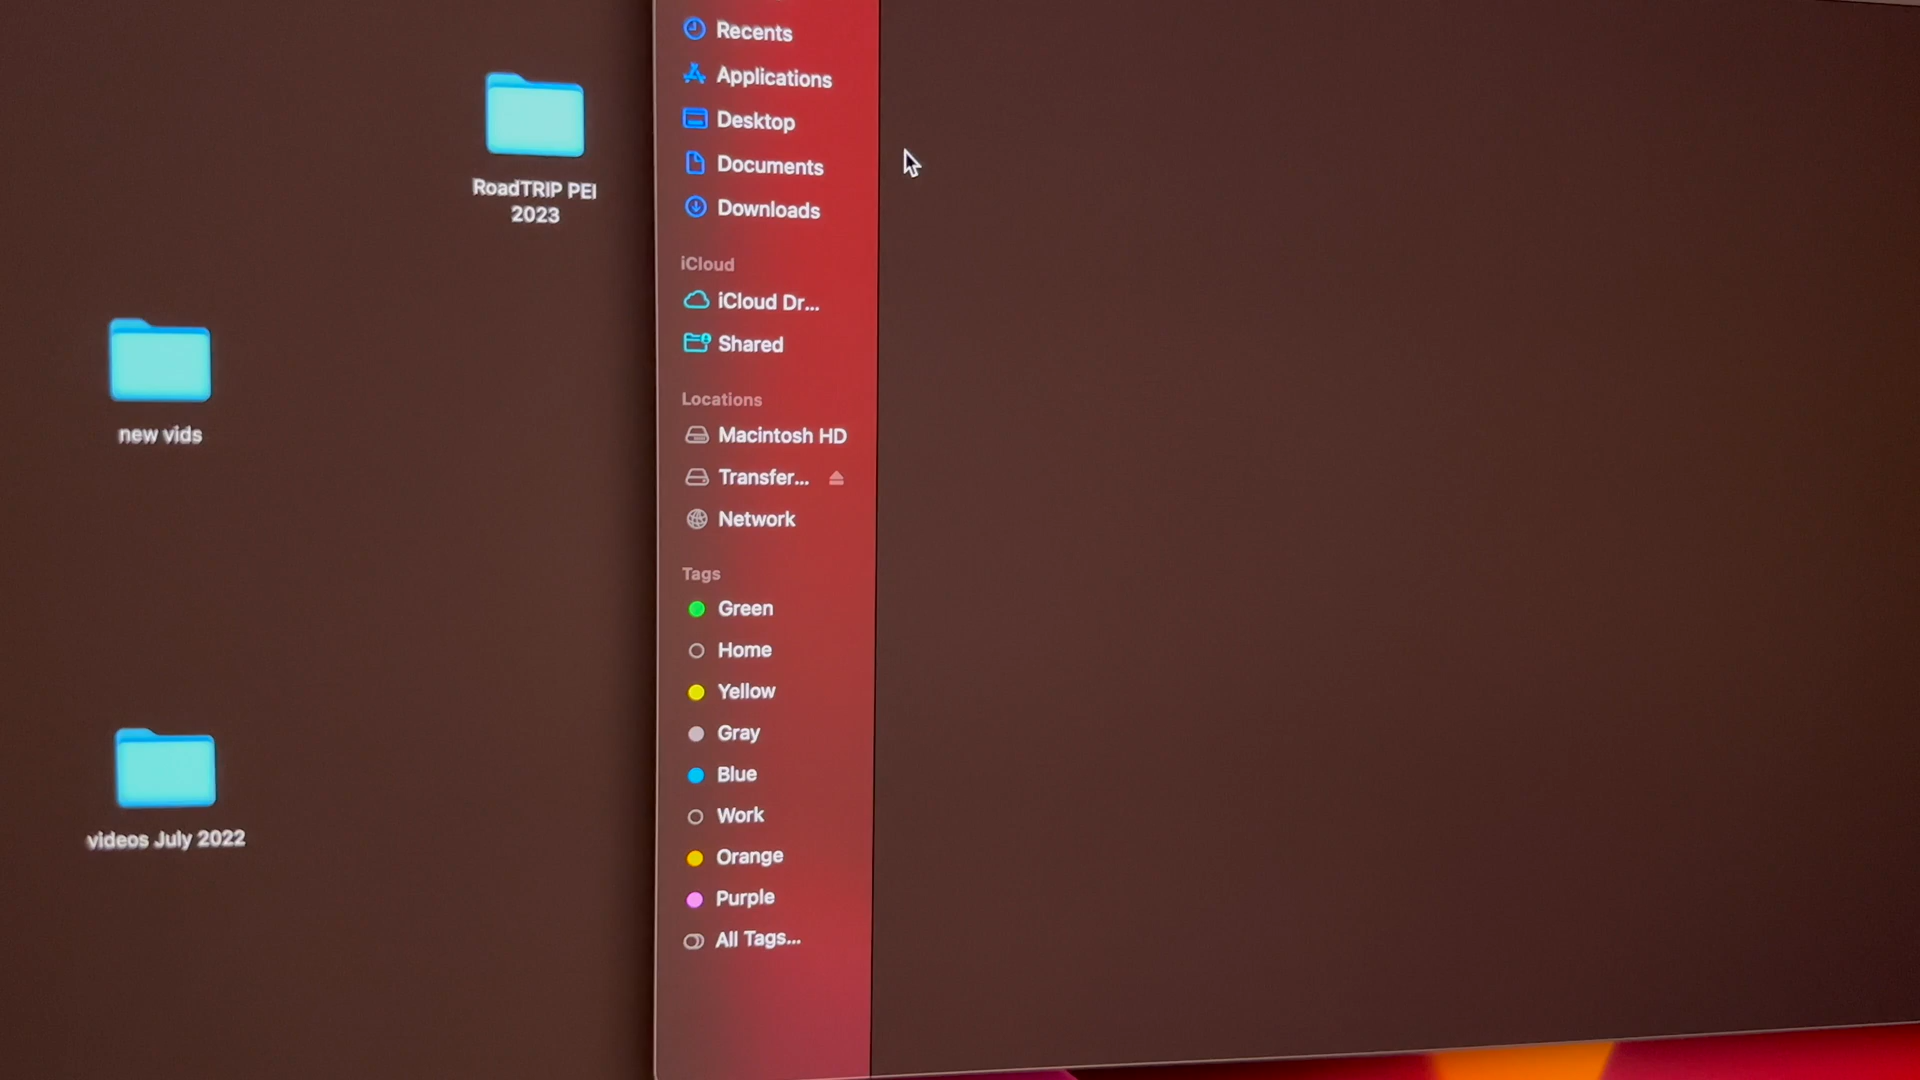 RoadTRIP PEI
2023
new vids
videos July 2022
Recents
Applications
Desktop
Documents
Downloads
iCloud
iCloud Dr...
Shared
Locations
Macintosh HD
Transfer...
Network
Tags
Green
Home
Yellow
Gray
Blue
Work
Orange
Purple
All Tags...